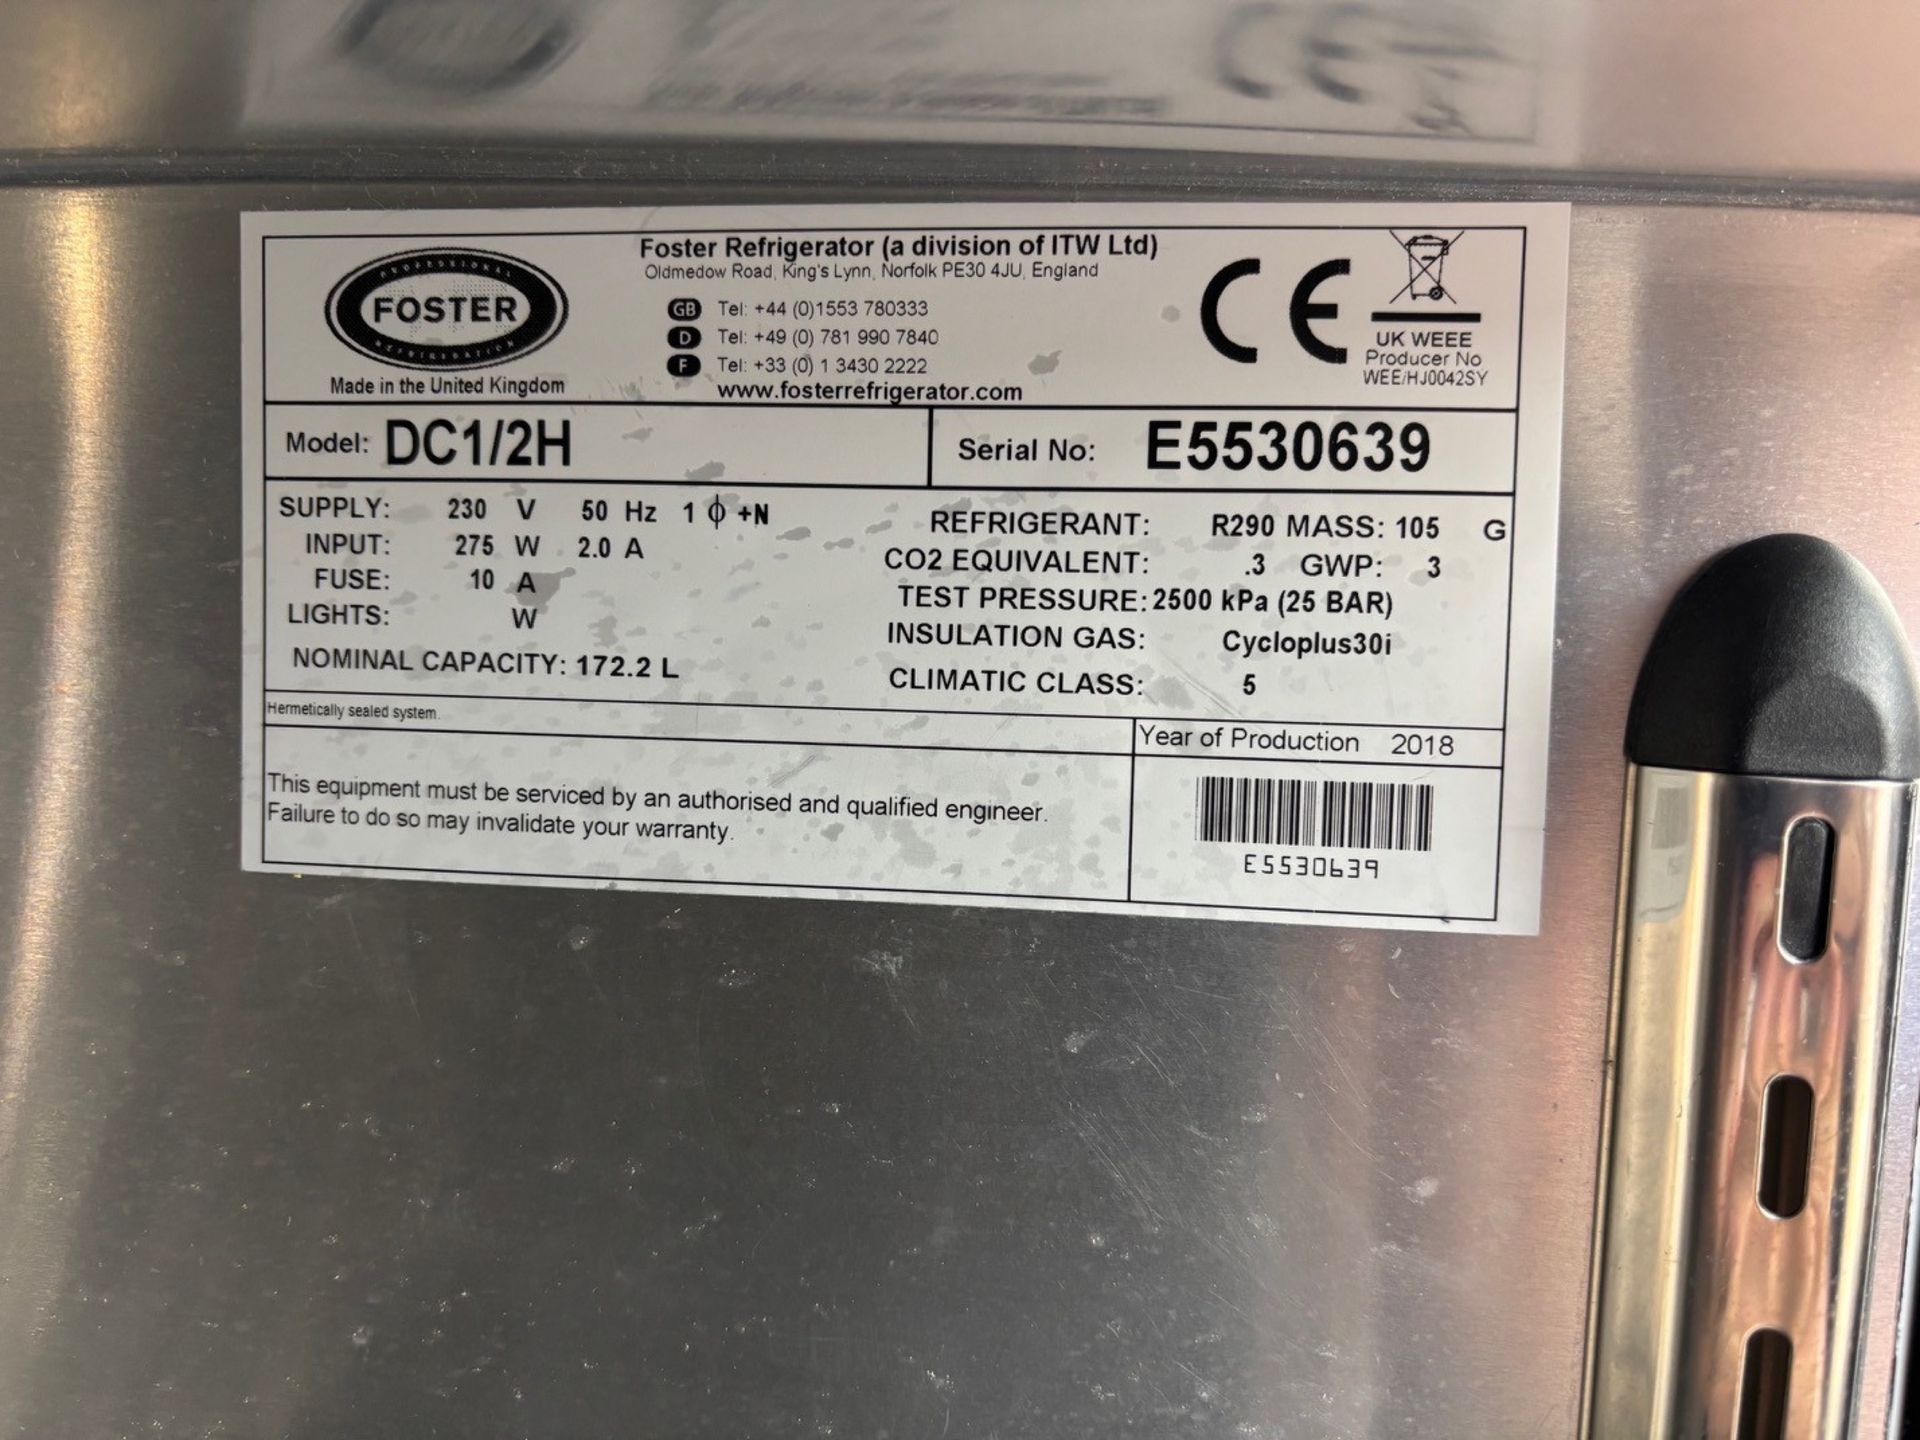 PROFESSIONAL
FOSTER
REFRIGERATION
Made in the United Kingdom
Foster Refrigerator (a division of ITW Ltd)
Oldmedow Road, King's Lynn, Norfolk PE30 4JU, England
GB Tel: +44 (0)1553 780333
D Tel: +49 (0) 781 990 7840
F Tel: +33 (0) 1 3430 2222
www.fosterrefrigerator.com
CE
UK WEEE
Producer No
WEE/HJ0042SY
Model: DC1/2H
Serial No: E5530639
SUPPLY: 230 V 50 Hz 1 ϕ +N
INPUT: 275 W 2.0 A
FUSE: 10 A
LIGHTS: W
NOMINAL CAPACITY: 172.2 L
REFRIGERANT: R290 MASS: 105 G
CO2 EQUIVALENT: .3 GWP: 3
TEST PRESSURE: 2500 kPa (25 BAR)
INSULATION GAS: Cycloplus30i
CLIMATIC CLASS: 5
Hermetically sealed system.
Year of Production 2018
This equipment must be serviced by an authorised and qualified engineer.
Failure to do so may invalidate your warranty.
E5530639